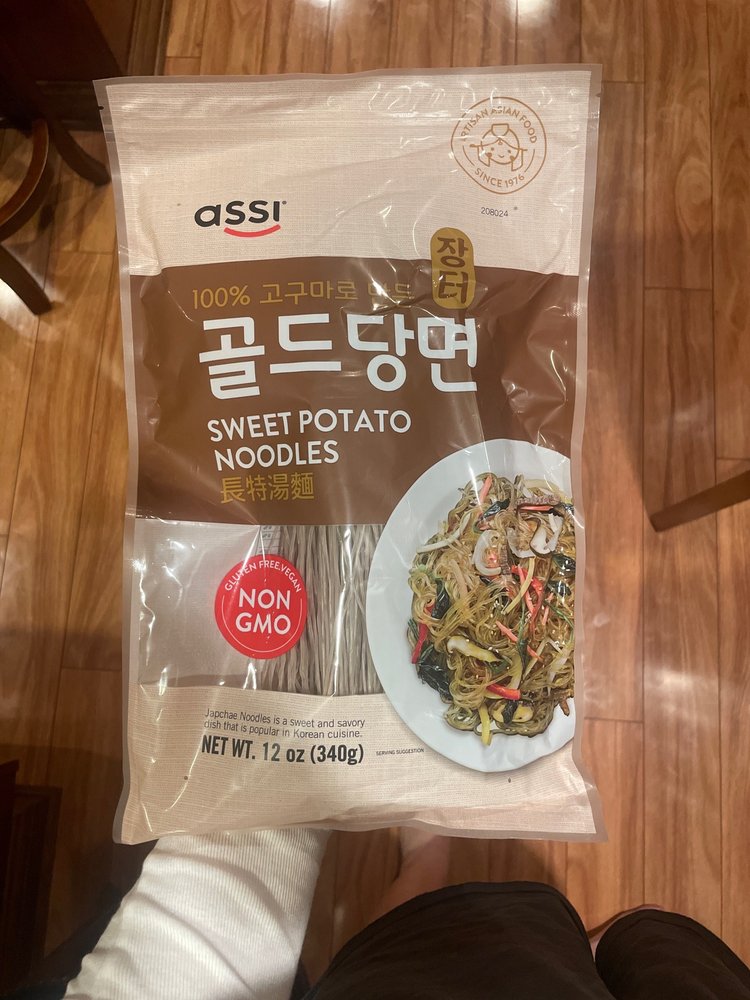 ARTISAN ASIAN FOOD
SINCE 1976
assi
208024
장터
100% 고구마로 만든
골드당면
SWEET POTATO
NOODLES
長特湯麵
GLUTEN FREE.VEGAN
NON
GMO
Japchae Noodles is a sweet and savory
dish that is popular in Korean cuisine.
NET WT. 12 oz (340g)
SERVING SUGGESTION